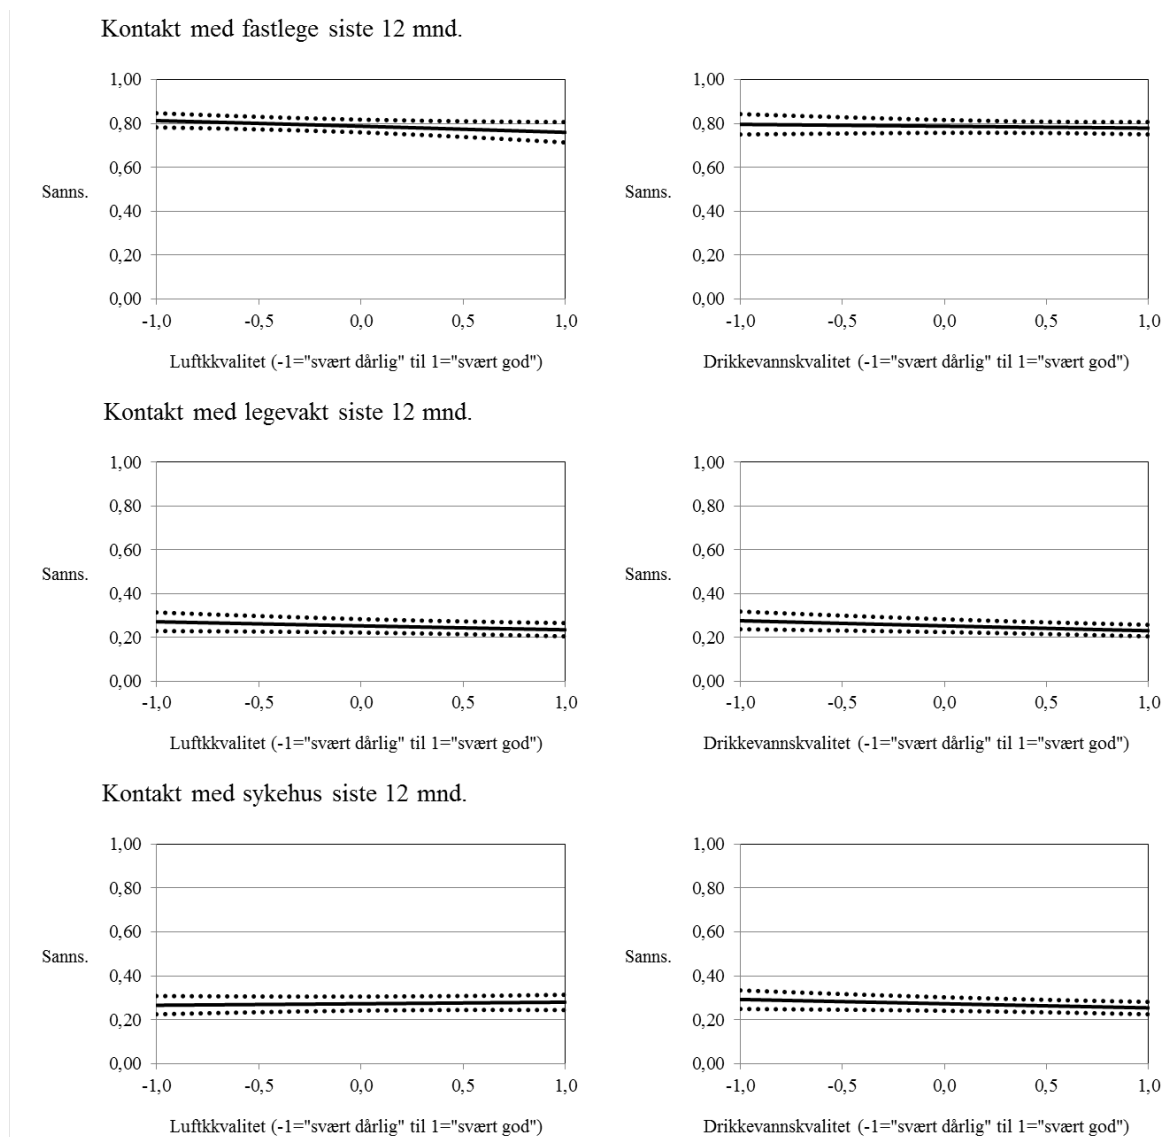 Kontakt med fastlege siste 12 mnd.
1,00
0,80
0,60
Sanns.
0,40
0,20
0,00
-1,0 -0,5 0,0 0,5 1,0
Luftkkvalitet (-1="svært dårlig" til 1="svært god")
1,00
0,80
0,60
Sanns.
0,40
0,20
0,00
-1,0 -0,5 0,0 0,5 1,0
Drikkevannskvalitet (-1="svært dårlig" til 1="svært god")
Kontakt med legevakt siste 12 mnd.
1,00
0,80
0,60
Sanns.
0,40
0,20
0,00
-1,0 -0,5 0,0 0,5 1,0
Luftkkvalitet (-1="svært dårlig" til 1="svært god")
1,00
0,80
0,60
Sanns.
0,40
0,20
0,00
-1,0 -0,5 0,0 0,5 1,0
Drikkevannskvalitet (-1="svært dårlig" til 1="svært god")
Kontakt med sykehus siste 12 mnd.
1,00
0,80
0,60
Sanns.
0,40
0,20
0,00
-1,0 -0,5 0,0 0,5 1,0
Luftkkvalitet (-1="svært dårlig" til 1="svært god")
1,00
0,80
0,60
Sanns.
0,40
0,20
0,00
-1,0 -0,5 0,0 0,5 1,0
Drikkevannskvalitet (-1="svært dårlig" til 1="svært god")